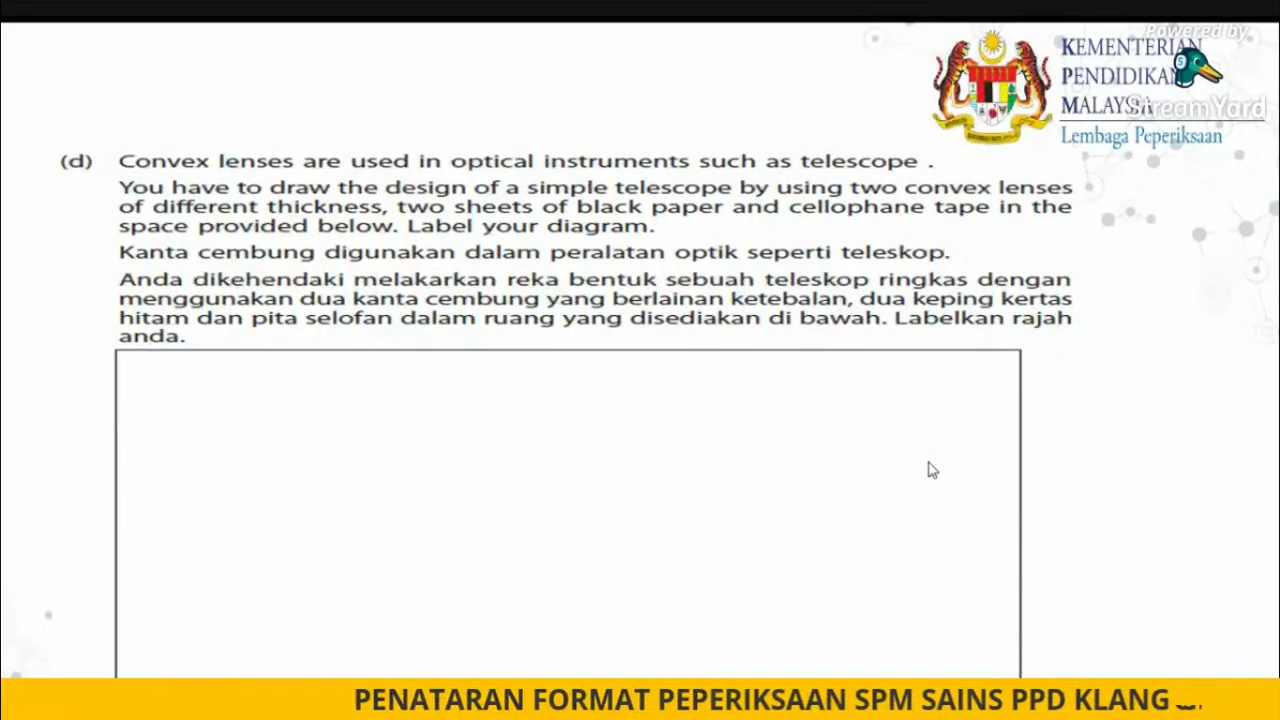 Powered by
KEMENTERIAN
PENDIDIKAN
MALAYSIA
StreamYard
Lembaga Peperiksaan
(d) Convex lenses are used in optical instruments such as telescope .
You have to draw the design of a simple telescope by using two convex lenses
of different thickness, two sheets of black paper and cellophane tape in the
space provided below. Label your diagram.
Kanta cembung digunakan dalam peralatan optik seperti teleskop.
Anda dikehendaki melakarkan reka bentuk sebuah teleskop ringkas dengan
menggunakan dua kanta cembung yang berlainan ketebalan, dua keping kertas
hitam dan pita selofan dalam ruang yang disediakan di bawah. Labelkan rajah
anda.
PENATARAN FORMAT PEPERIKSAAN SPM SAINS PPD KLANG